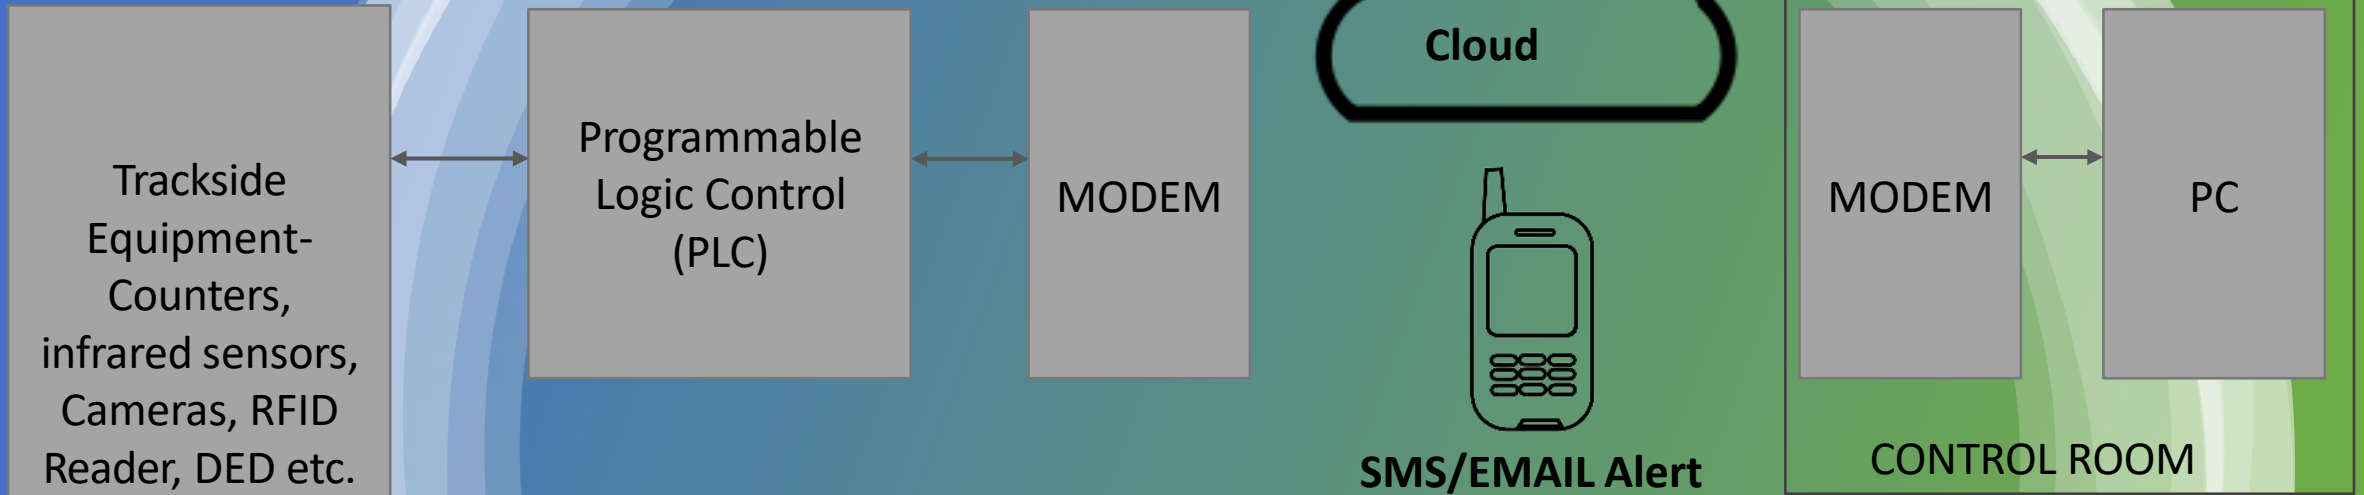 Trackside
Equipment-
Counters,
infrared sensors,
Cameras, RFID
Reader, DED etc.
Programmable
Logic Control
(PLC)
MODEM
Cloud
SMS/EMAIL Alert
MODEM
PC
CONTROL ROOM